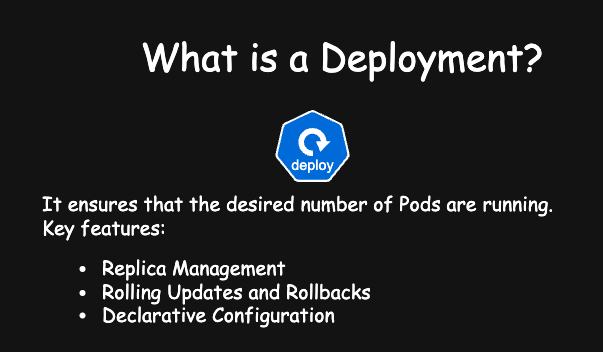 What is a Deployment?
deploy
It ensures that the desired number of Pods are running.
Key features:
• Replica Management
• Rolling Updates and Rollbacks
• Declarative Configuration